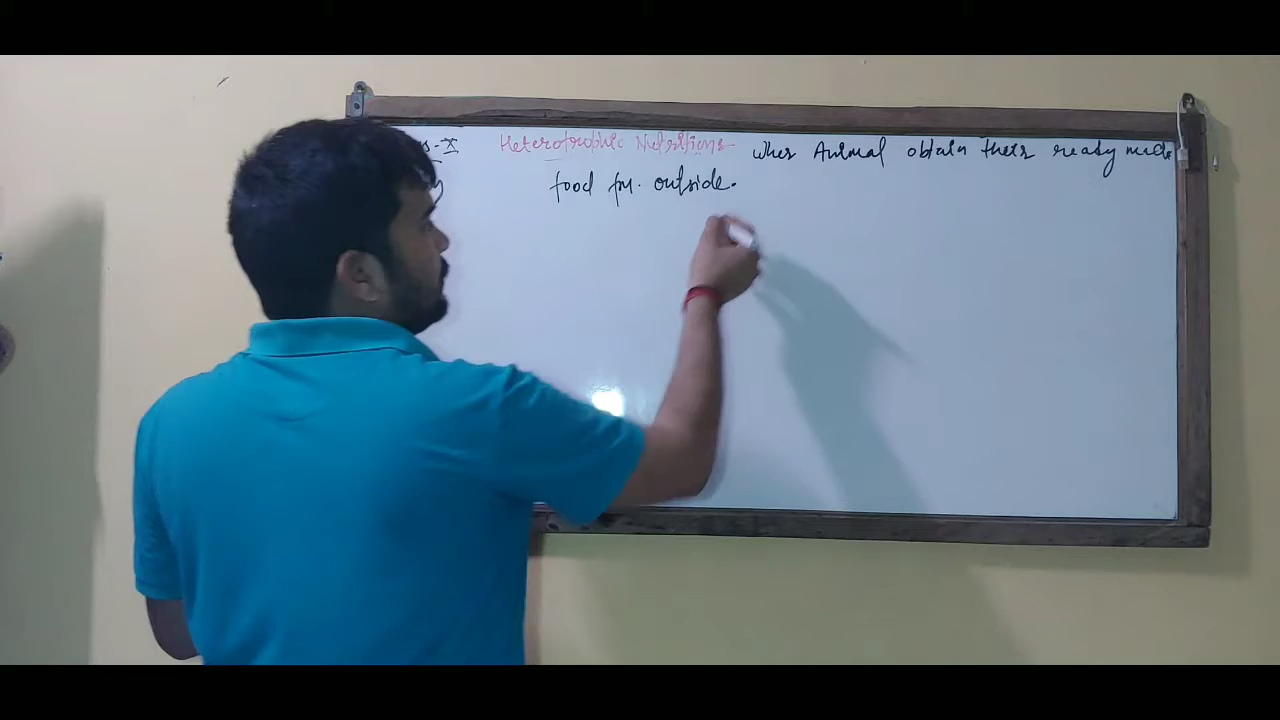 -X Heterotrophic Nutritions- when Animal obtain their ready made
food fm. outside.